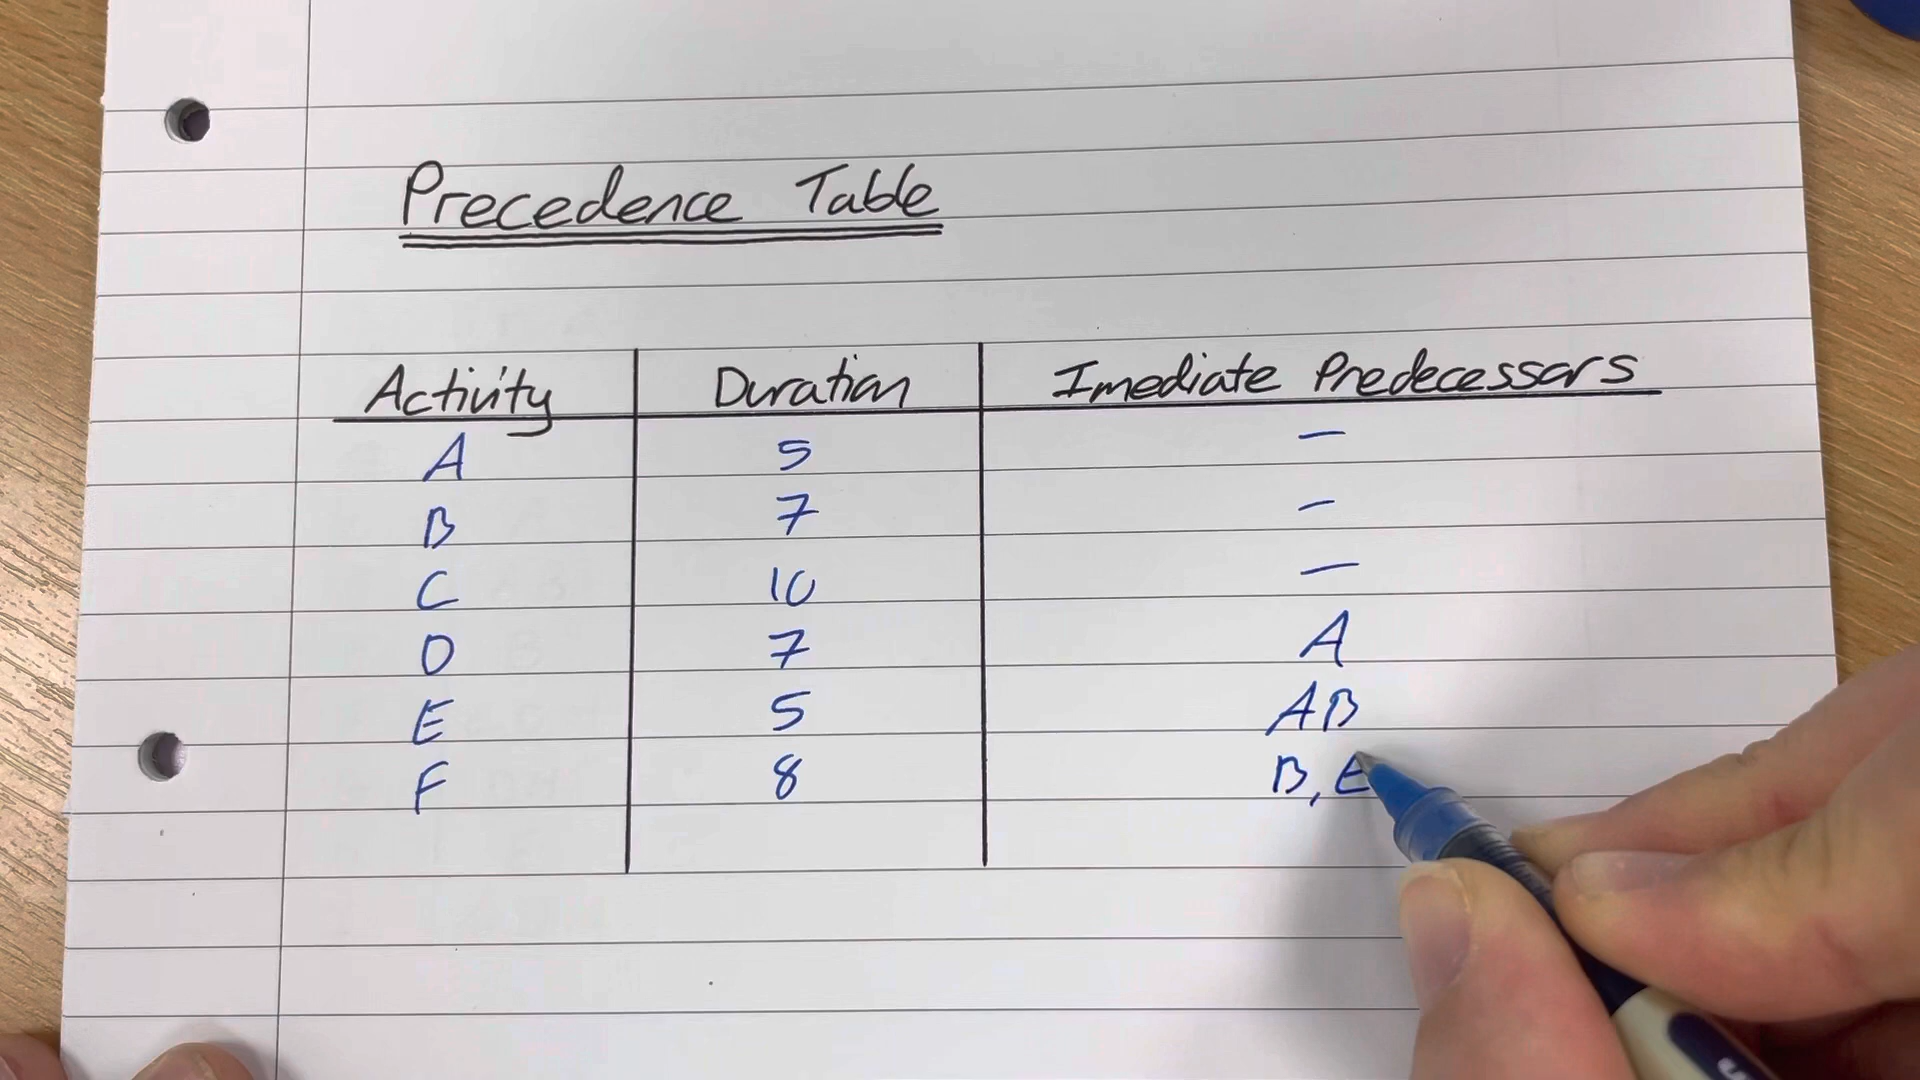 Precedence Table
Activity Duration Imediate Predecessors
A 5 —
B 7 —
C 10 —
D 7 A
E 5 AB
F 8 B, E